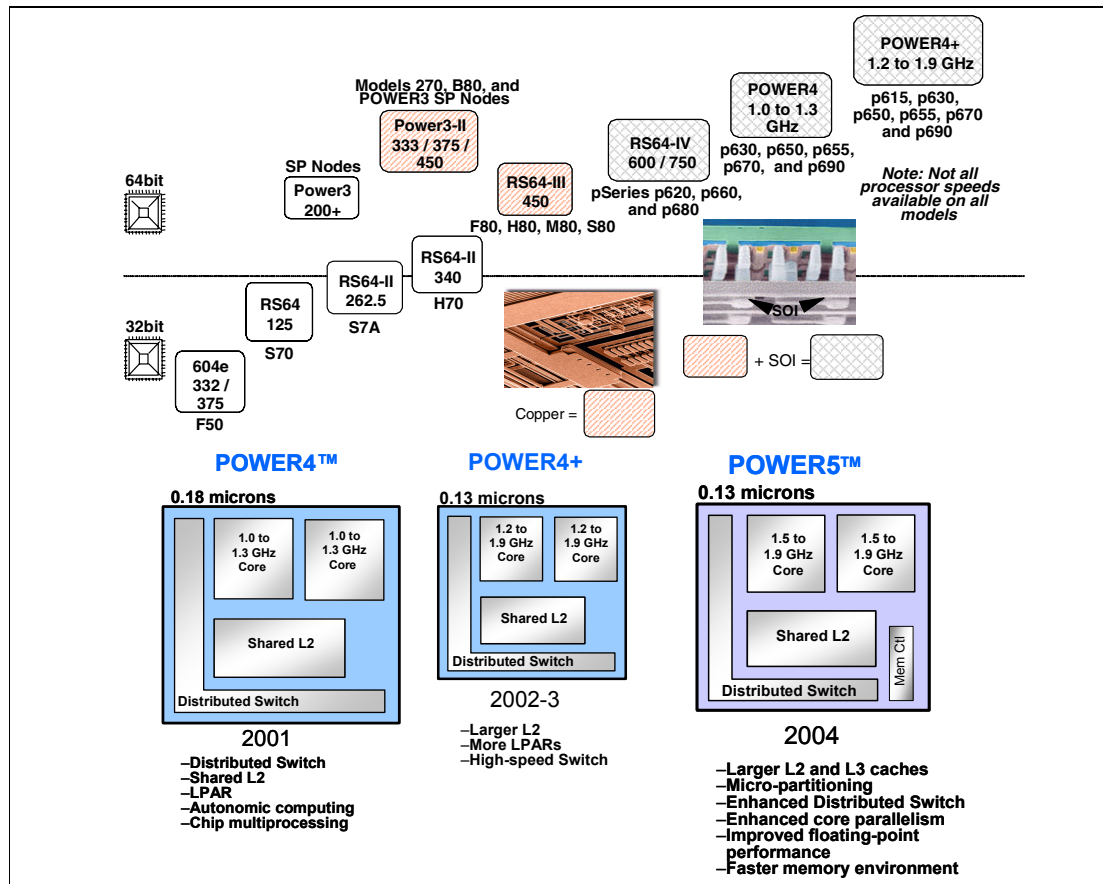 POWER4+
1.2 to 1.9 GHz
p615, p630,
p650, p655, p670
and p690
POWER4
1.0 to 1.3
GHz
p630, p650, p655,
p670, and p690
Note: Not all
processor speeds
available on all
models
Models 270, B80, and
POWER3 SP Nodes
Power3-II
333 / 375 /
450
RS64-IV
600 / 750
pSeries p620, p660,
and p680
SP Nodes
Power3
200+
RS64-III
450
F80, H80, M80, S80
64bit
RS64-II
340
H70
RS64-II
262.5
S7A
RS64
125
S70
32bit
604e
332 /
375
F50
SOI
+ SOI =
Copper =
POWER4™
0.18 microns
1.0 to
1.3 GHz
Core
1.0 to
1.3 GHz
Core
Shared L2
Distributed Switch
2001
–Distributed Switch
–Shared L2
–LPAR
–Autonomic computing
–Chip multiprocessing
POWER4+
0.13 microns
1.2 to
1.9 GHz
Core
1.2 to
1.9 GHz
Core
Shared L2
Distributed Switch
2002-3
–Larger L2
–More LPARs
–High-speed Switch
POWER5™
0.13 microns
1.5 to
1.9 GHz
Core
1.5 to
1.9 GHz
Core
Shared L2
Mem Ctl
Distributed Switch
2004
–Larger L2 and L3 caches
–Micro-partitioning
–Enhanced Distributed Switch
–Enhanced core parallelism
–Improved floating-point
performance
–Faster memory environment